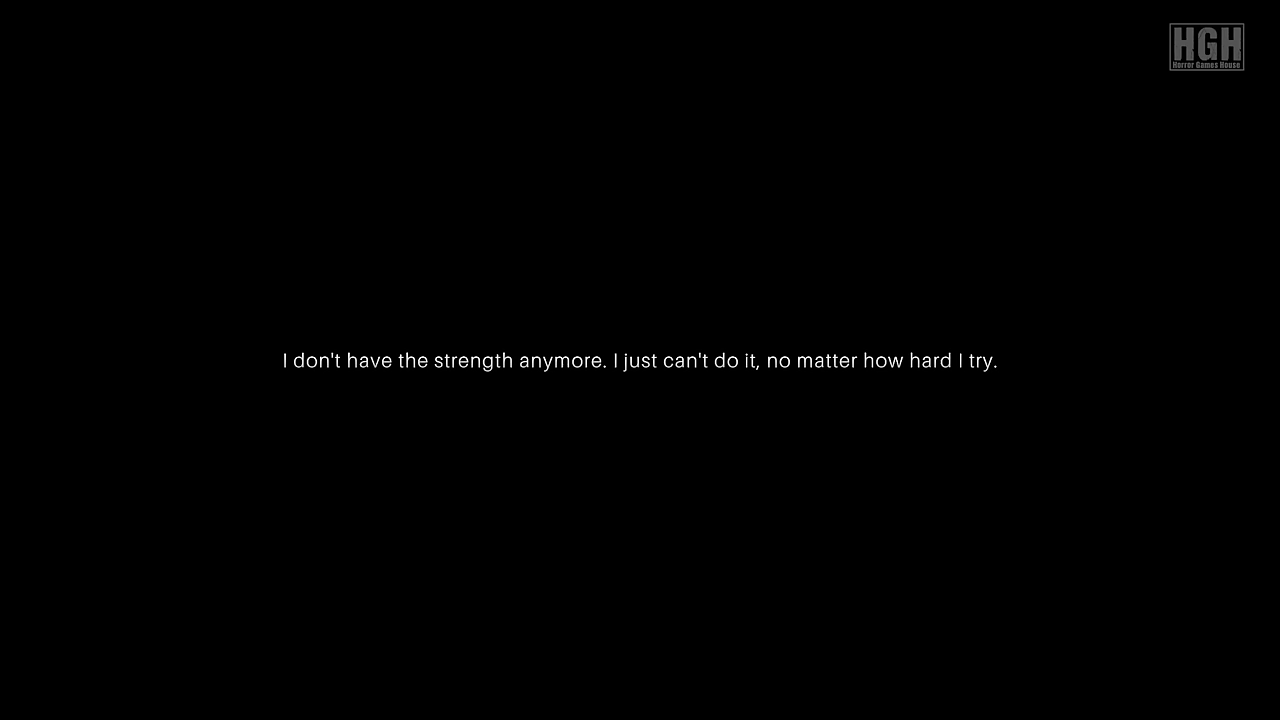 HGH
Horror Games House
I don't have the strength anymore. I just can't do it, no matter how hard I try.